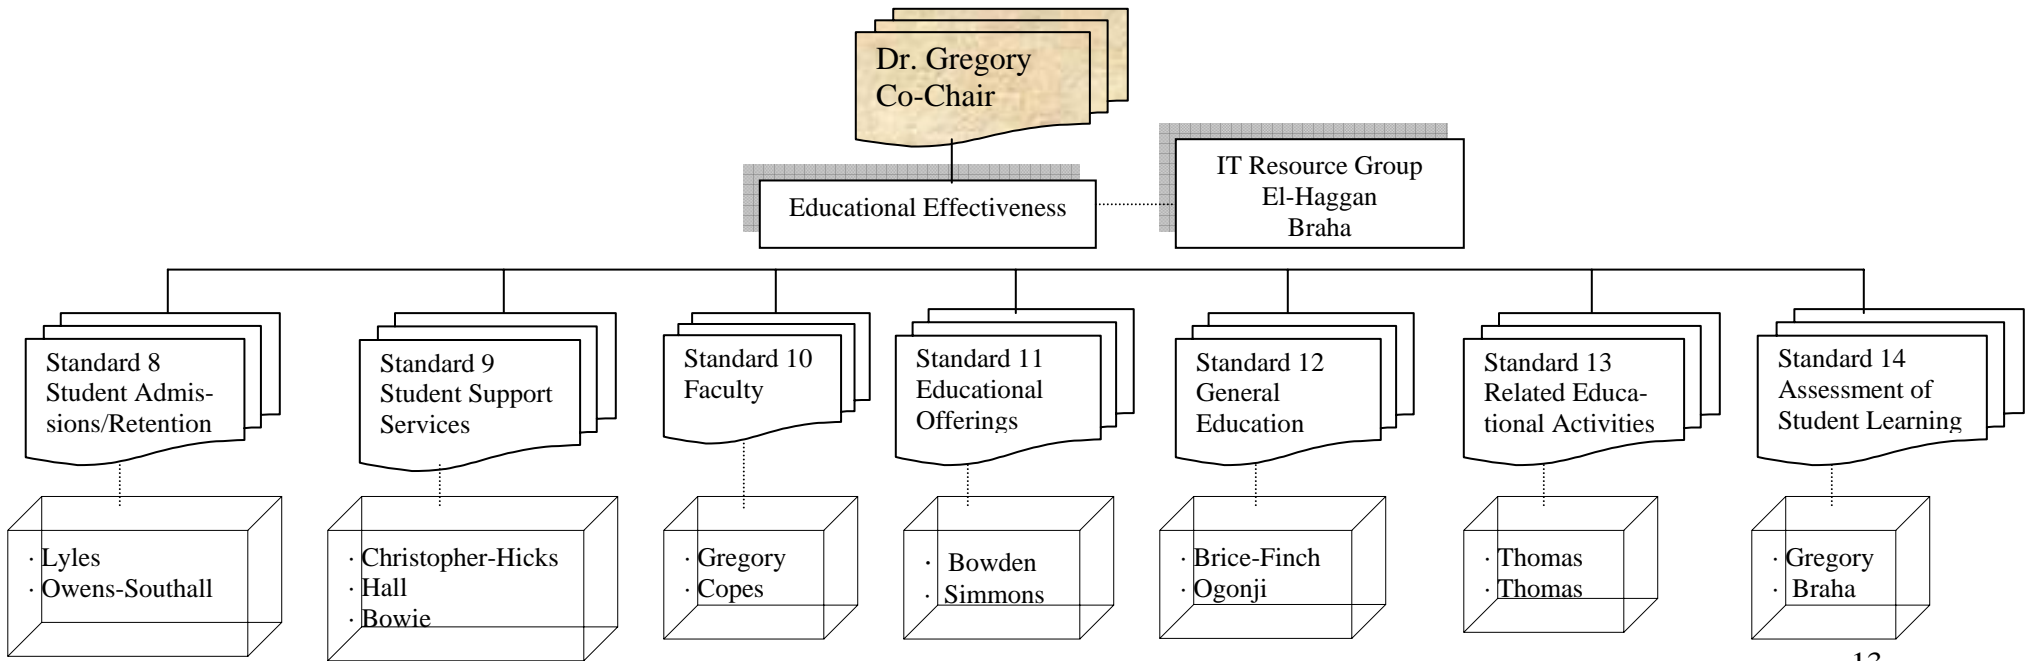 Dr. Gregory
Co-Chair
IT Resource Group
El-Haggan
Braha
Educational Effectiveness
Standard 8
Student Admis-
sions/Retention
Standard 9
Student Support
Services
Standard 10
Faculty
Standard 11
Educational
Offerings
Standard 12
General
Education
Standard 13
Related Educa-
tional Activities
Standard 14
Assessment of
Student Learning
· Lyles
· Owens-Southall
· Christopher-Hicks
· Hall
· Bowie
· Gregory
· Copes
· Bowden
· Simmons
· Brice-Finch
· Ogonji
· Thomas
· Thomas
· Gregory
· Braha